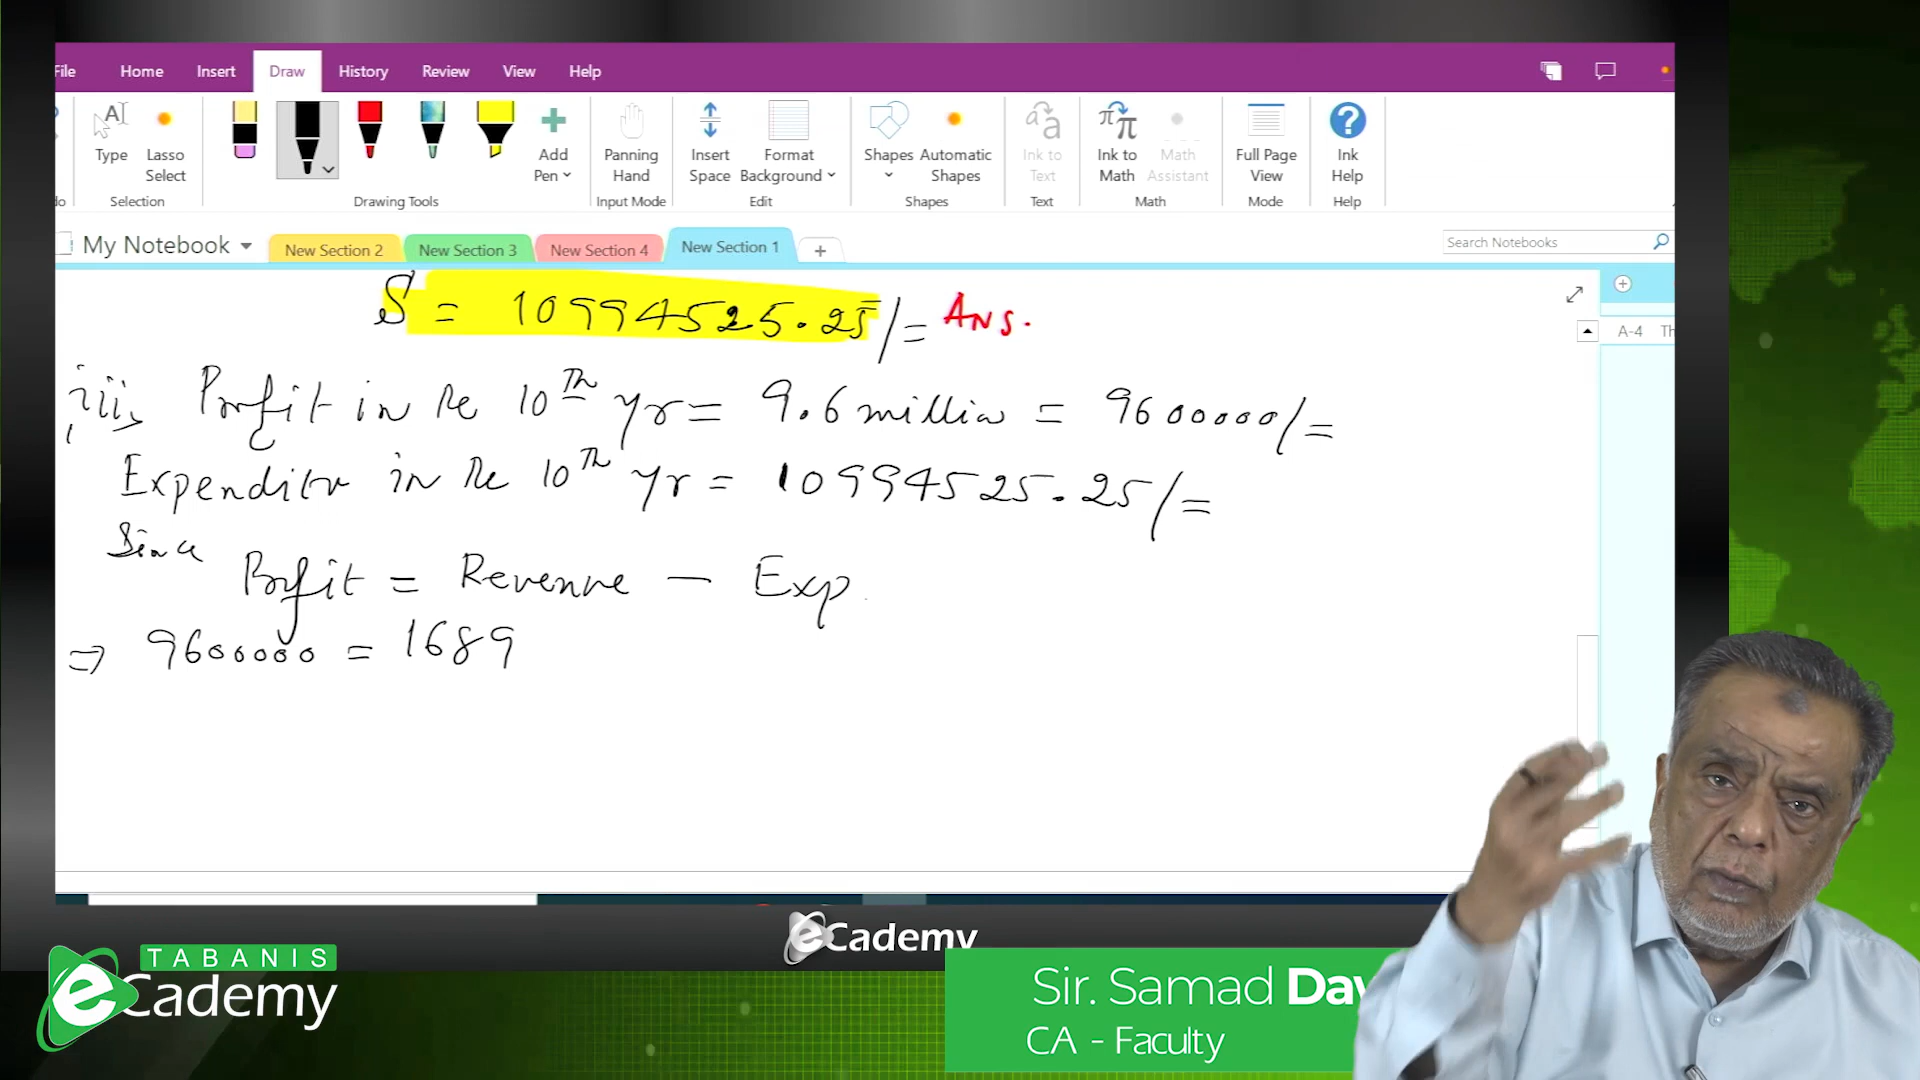 File Home Insert Draw History Review View Help
Type Lasso Select Add Pen Panning Hand Insert Space Format Background Shapes Automatic Shapes Ink to Text Ink to Math Math Assistant Full Page View Ink Help
Selection Drawing Tools Input Mode Edit Shapes Text Math Mode Help
My Notebook New Section 2 New Section 3 New Section 4 New Section 1 + Search Notebooks
S = 10994525.25/= Ans.
A-4 Th
iii, Profit in the 10th yr = 9.6 million = 9600000/=
Expenditure in the 10th yr = 10994525.25/=
Since
Profit = Revenue - Exp.
⇒ 9600000 = 1689
eCademy
TABANIS
eCademy
Sir. Samad Da
CA - Faculty